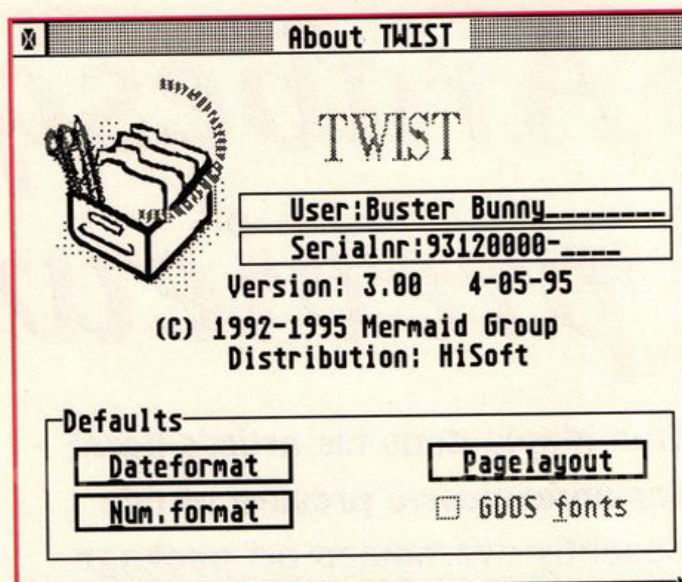 About TWIST
TWIST
User:Buster Bunny________
Serialnr:93120000-____
Version: 3.00 4-05-95
(C) 1992-1995 Mermaid Group
Distribution: HiSoft
Defaults
Dateformat
Pagelayout
Num.format
GDOS fonts